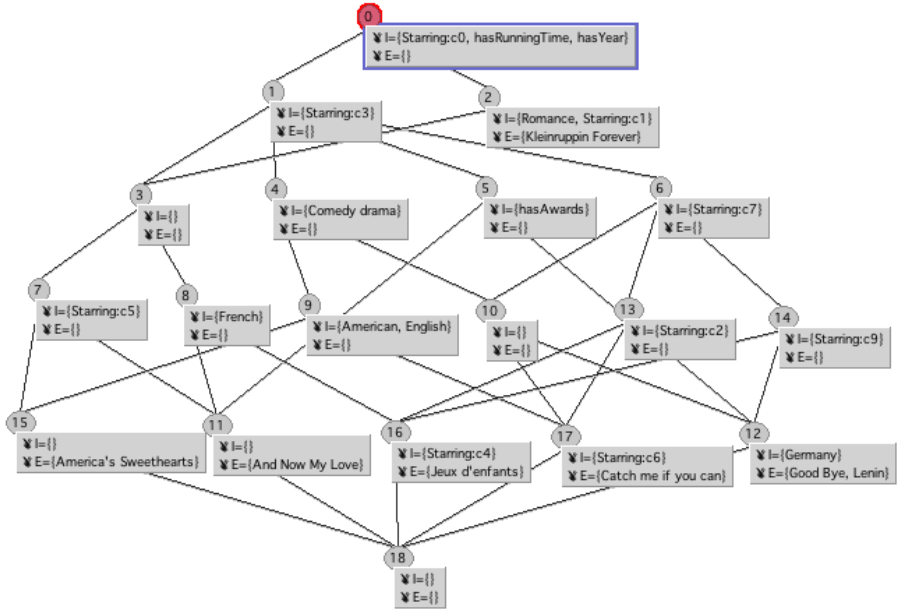 0
I={Starring:c0, hasRunningTime, hasYear}
E={}
1
I={Starring:c3}
E={}
2
I={Romance, Starring:c1}
E={Kleinruppin Forever}
3
I={}
E={}
4
I={Comedy drama}
E={}
5
I={hasAwards}
E={}
6
I={Starring:c7}
E={}
7
I={Starring:c5}
E={}
8
I={French}
E={}
9
I={American, English}
E={}
10
I={}
E={}
13
I={Starring:c2}
E={}
14
I={Starring:c9}
E={}
15
I={}
E={America's Sweethearts}
11
I={}
E={And Now My Love}
16
I={Starring:c4}
E={Jeux d'enfants}
17
I={Starring:c6}
E={Catch me if you can}
12
I={Germany}
E={Good Bye, Lenin}
18
I={}
E={}